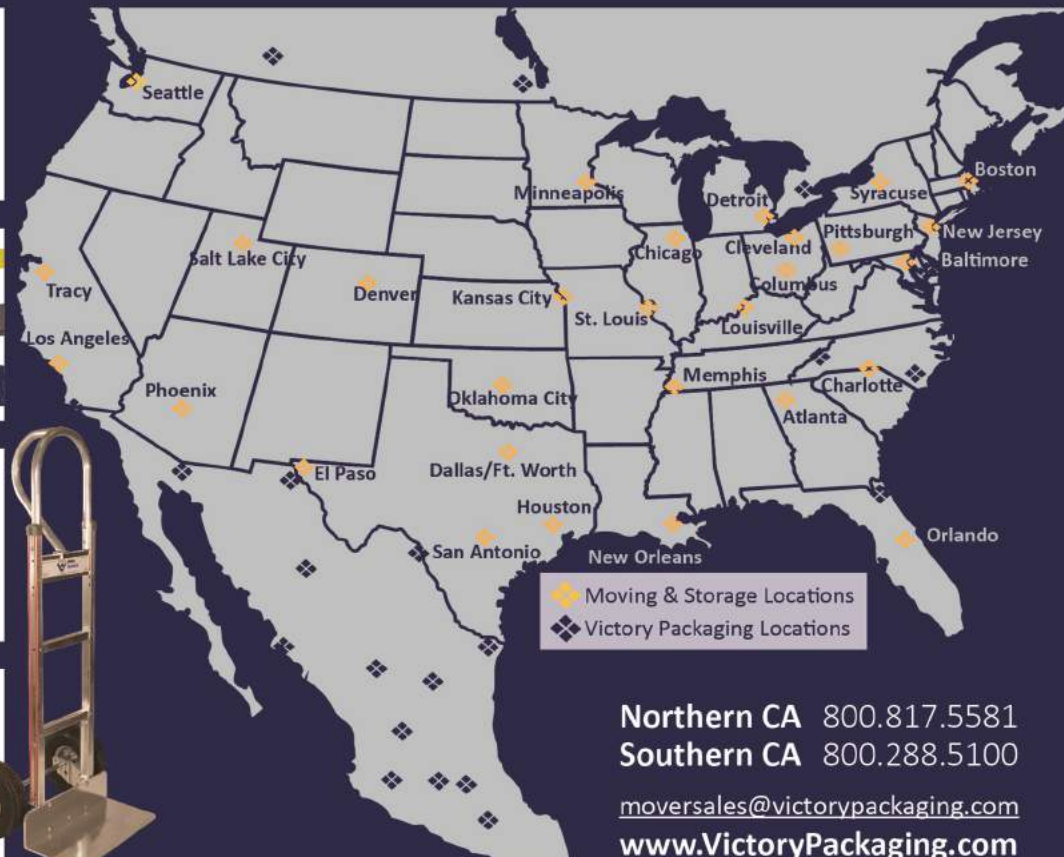 Seattle
Minneapolis
Detroit
Syracuse
Boston
Salt Lake City
Chicago
Cleveland
Pittsburgh
New Jersey
Baltimore
Tracy
Denver
Kansas City
St. Louis
Columbus
Louisville
Los Angeles
Phoenix
Oklahoma City
Memphis
Charlotte
Atlanta
El Paso
Dallas/Ft. Worth
Houston
San Antonio
New Orleans
Orlando
Moving & Storage Locations
Victory Packaging Locations
Northern CA 800.817.5581
Southern CA 800.288.5100
moversales@victorypackaging.com
www.VictoryPackaging.com